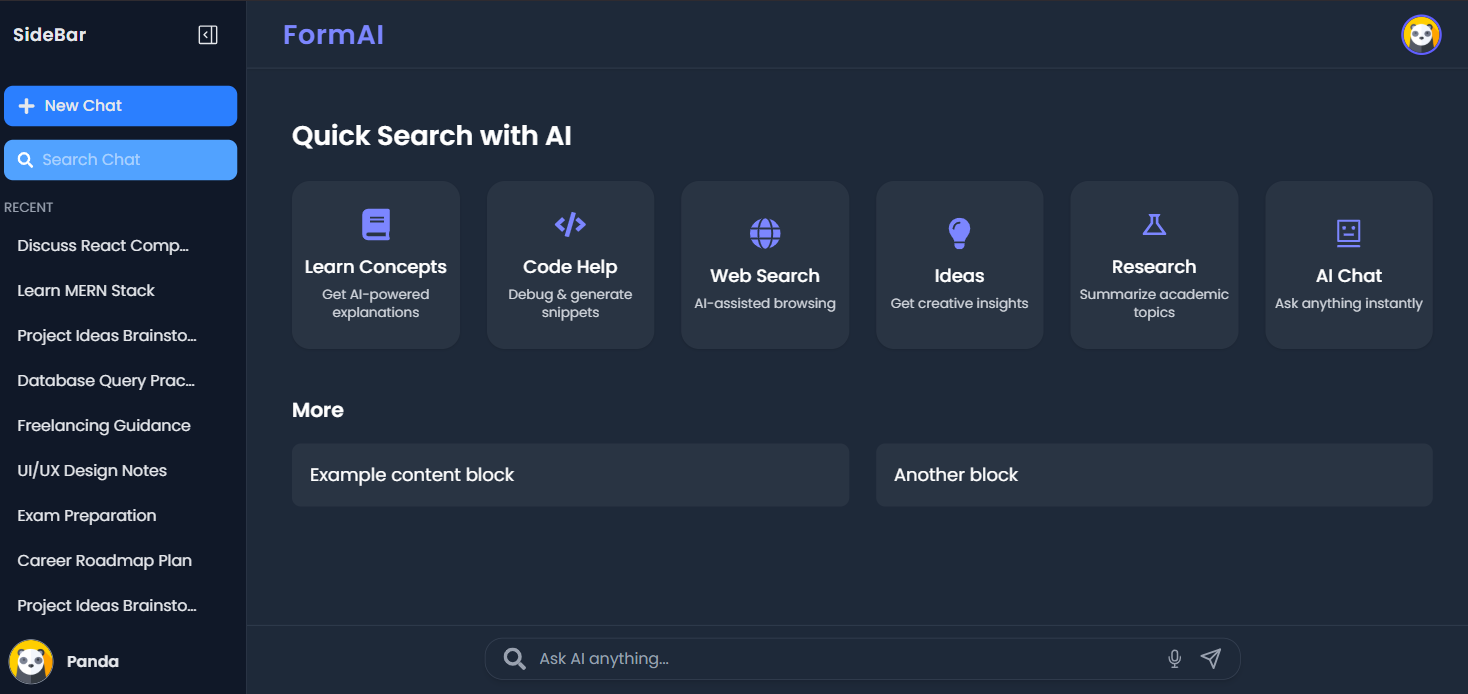 SideBar
New Chat
Search Chat
RECENT
Discuss React Comp...
Learn MERN Stack
Project Ideas Brainsto...
Database Query Prac...
Freelancing Guidance
UI/UX Design Notes
Exam Preparation
Career Roadmap Plan
Project Ideas Brainsto...
Panda
FormAI
Quick Search with AI
Learn Concepts
Get AI-powered
explanations
Code Help
Debug & generate
snippets
Web Search
AI-assisted browsing
Ideas
Get creative insights
Research
Summarize academic
topics
AI Chat
Ask anything instantly
More
Example content block
Another block
Ask AI anything...